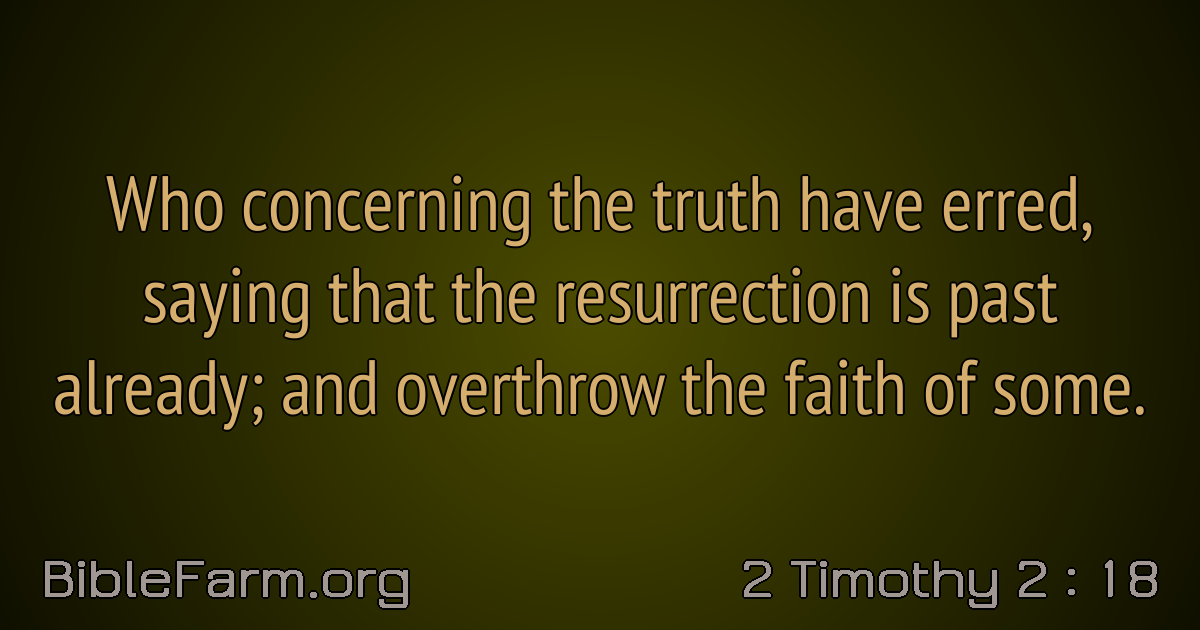 Who concerning the truth have erred,
saying that the resurrection is past
already; and overthrow the faith of some.
BibleFarm.org
2 Timothy 2 : 18